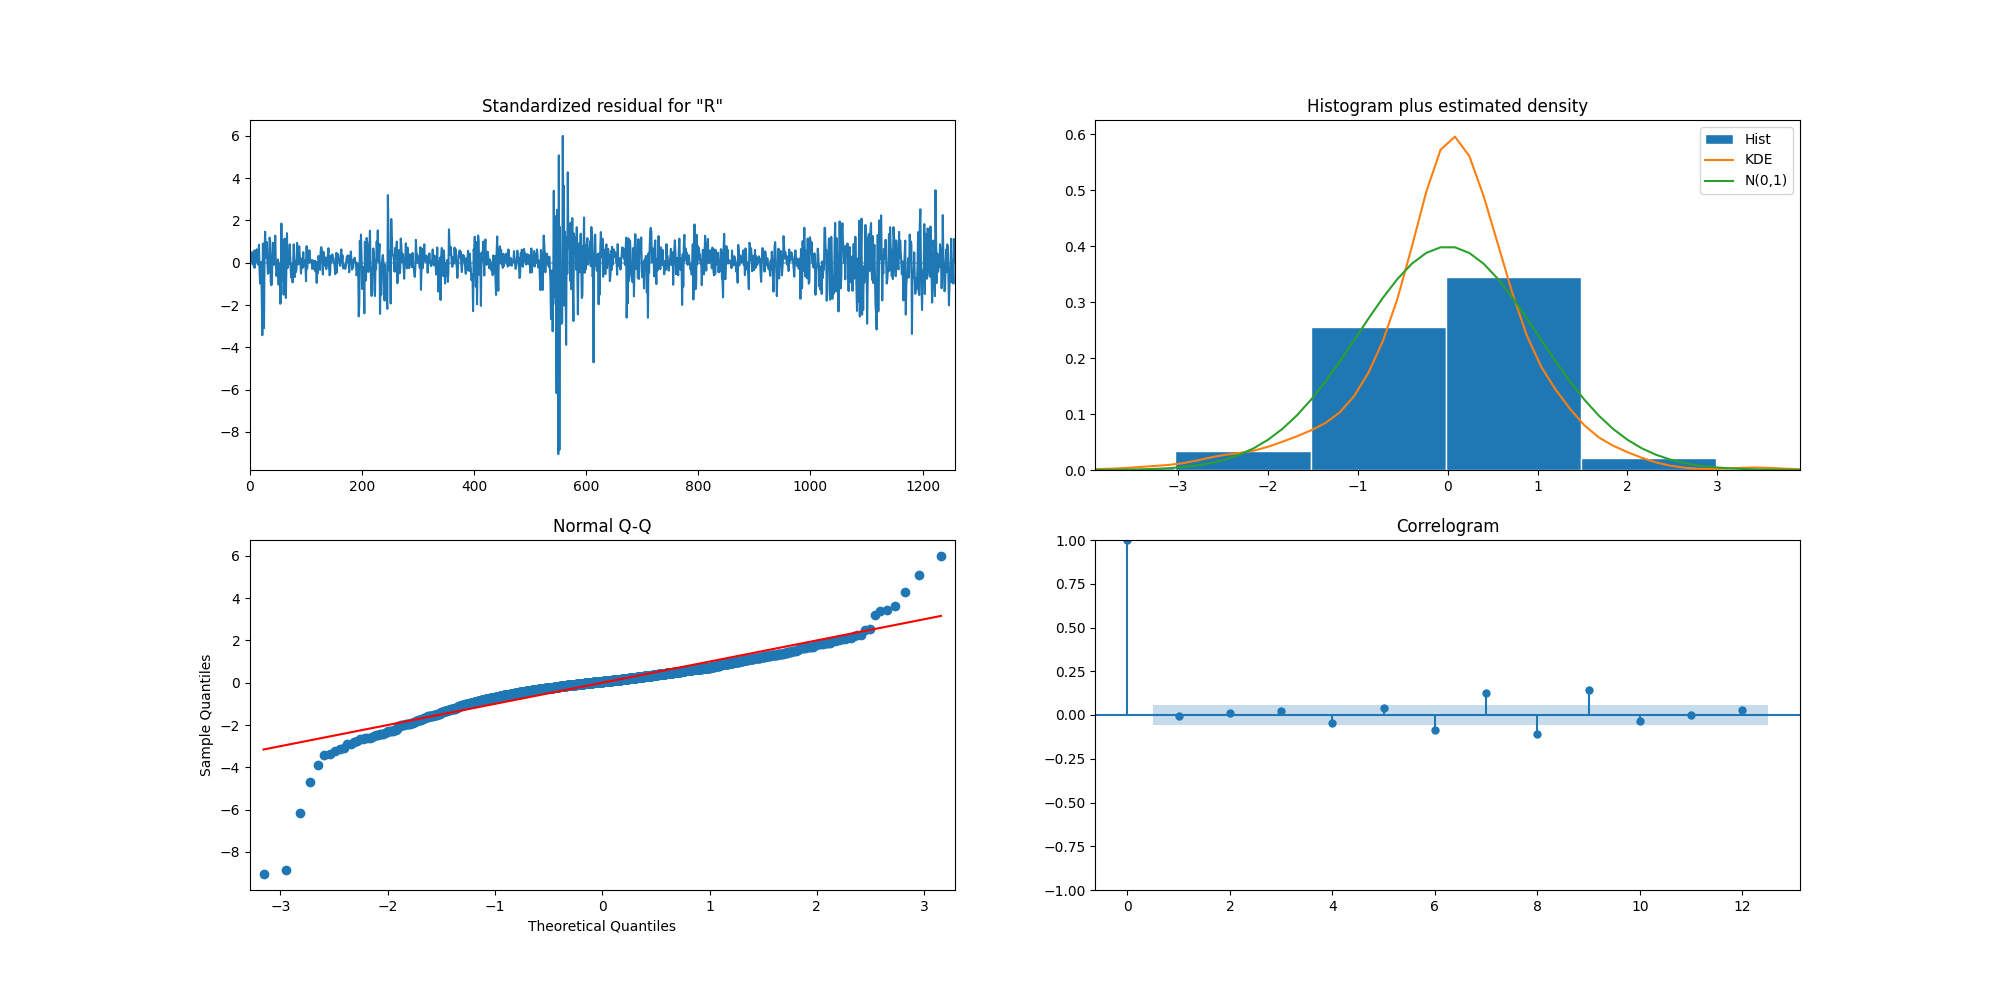 Standardized residual for "R"
6
4
2
0
−2
−4
−6
−8
0 200 400 600 800 1000 1200
Histogram plus estimated density
0.6
0.5
0.4
0.3
0.2
0.1
0.0
Hist
KDE
N(0,1)
−3 −2 −1 0 1 2 3
Normal Q-Q
Sample Quantiles
6
4
2
0
−2
−4
−6
−8
−3 −2 −1 0 1 2 3
Theoretical Quantiles
Correlogram
1.00
0.75
0.50
0.25
0.00
−0.25
−0.50
−0.75
−1.00
0 2 4 6 8 10 12